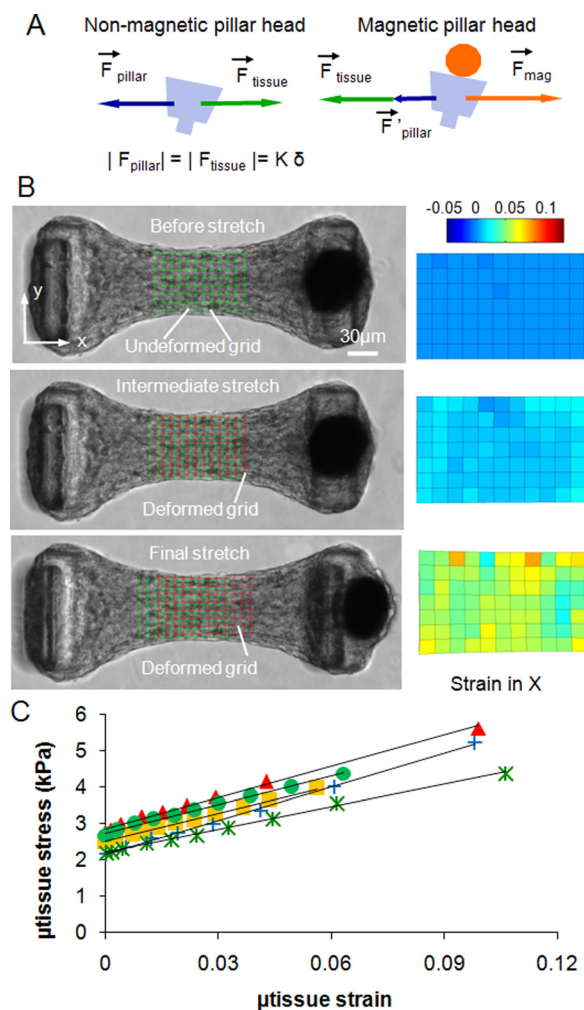 A
Non-magnetic pillar head
Magnetic pillar head
F pillar
F tissue
F tissue
F mag
F' pillar
| F pillar| = | F tissue |= K δ
B
Before stretch
y
x
Undeformed grid
30µm
-0.05 0 0.05 0.1
Intermediate stretch
Deformed grid
Final stretch
Deformed grid
Strain in X
C
µtissue stress (kPa)
6
5
4
3
2
1
0
0 0.03 0.06 0.09 0.12
µtissue strain